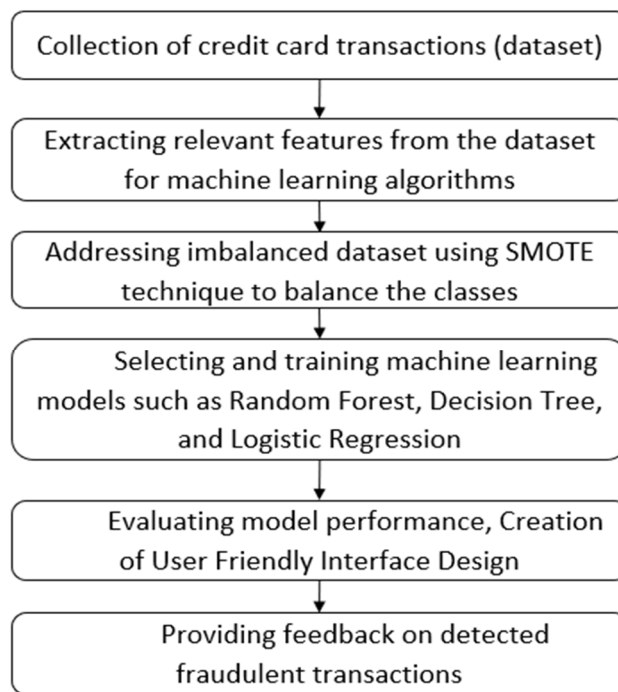 Collection of credit card transactions (dataset)
Extracting relevant features from the dataset
for machine learning algorithms
Addressing imbalanced dataset using SMOTE
technique to balance the classes
Selecting and training machine learning
models such as Random Forest, Decision Tree,
and Logistic Regression
Evaluating model performance, Creation
of User Friendly Interface Design
Providing feedback on detected
fraudulent transactions